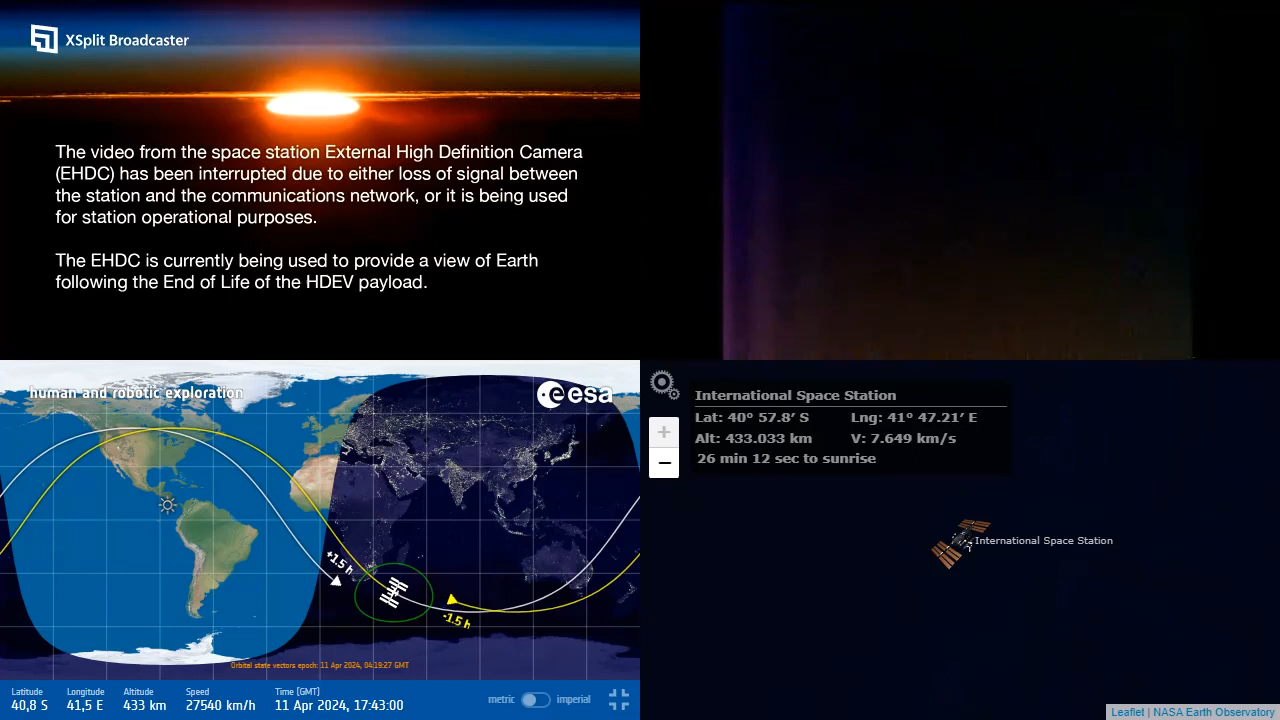 XSplit Broadcaster
The video from the space station External High Definition Camera
(EHDC) has been interrupted due to either loss of signal between
the station and the communications network, or it is being used
for station operational purposes.
The EHDC is currently being used to provide a view of Earth
following the End of Life of the HDEV payload.
human and robotic exploration
esa
+1.5 h
-1.5 h
Orbital state vectors epoch: 11 Apr 2024, 04:19:27 GMT
Latitude Longitude Altitude Speed Time [GMT]
40,8 S 41,5 E 433 km 27540 km/h 11 Apr 2024, 17:43:00
metric imperial
International Space Station
Lat: 40° 57.8′ S Lng: 41° 47.21′ E
Alt: 433.033 km V: 7.649 km/s
26 min 12 sec to sunrise
+
−
International Space Station
Leaflet | NASA Earth Observatory